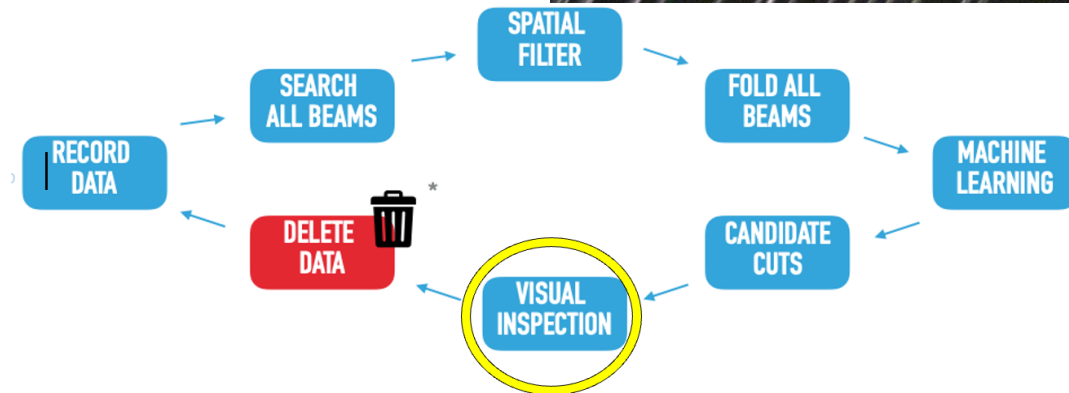 SPATIAL
FILTER
SEARCH
ALL BEAMS
FOLD ALL
BEAMS
RECORD
DATA
MACHINE
LEARNING
DELETE
DATA
*
CANDIDATE
CUTS
VISUAL
INSPECTION